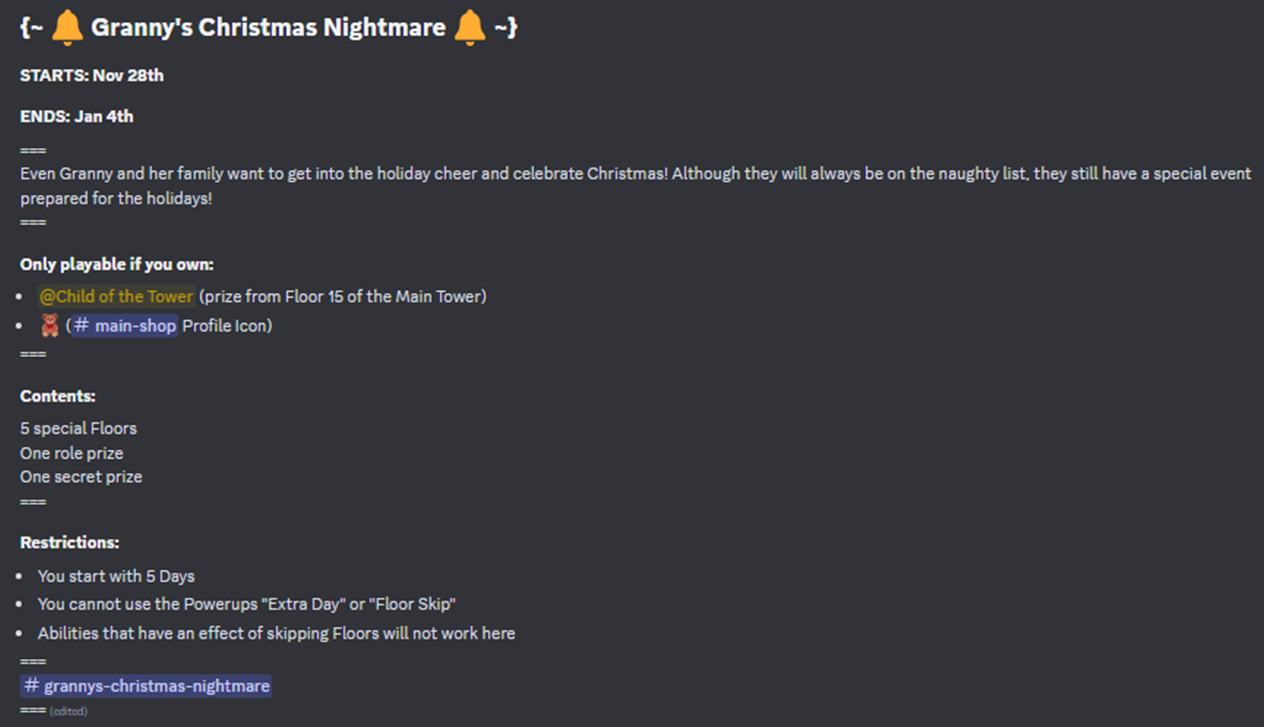 {~ 🔔 Granny's Christmas Nightmare 🔔 ~}
STARTS: Nov 28th
ENDS: Jan 4th
===
Even Granny and her family want to get into the holiday cheer and celebrate Christmas! Although they will always be on the naughty list, they still have a special event
prepared for the holidays!
===
Only playable if you own:
• @Child of the Tower (prize from Floor 15 of the Main Tower)
• 🧸 (# main-shop Profile Icon)
===
Contents:
5 special Floors
One role prize
One secret prize
===
Restrictions:
• You start with 5 Days
• You cannot use the Powerups "Extra Day" or "Floor Skip"
• Abilities that have an effect of skipping Floors will not work here
===
# grannys-christmas-nightmare
=== (edited)